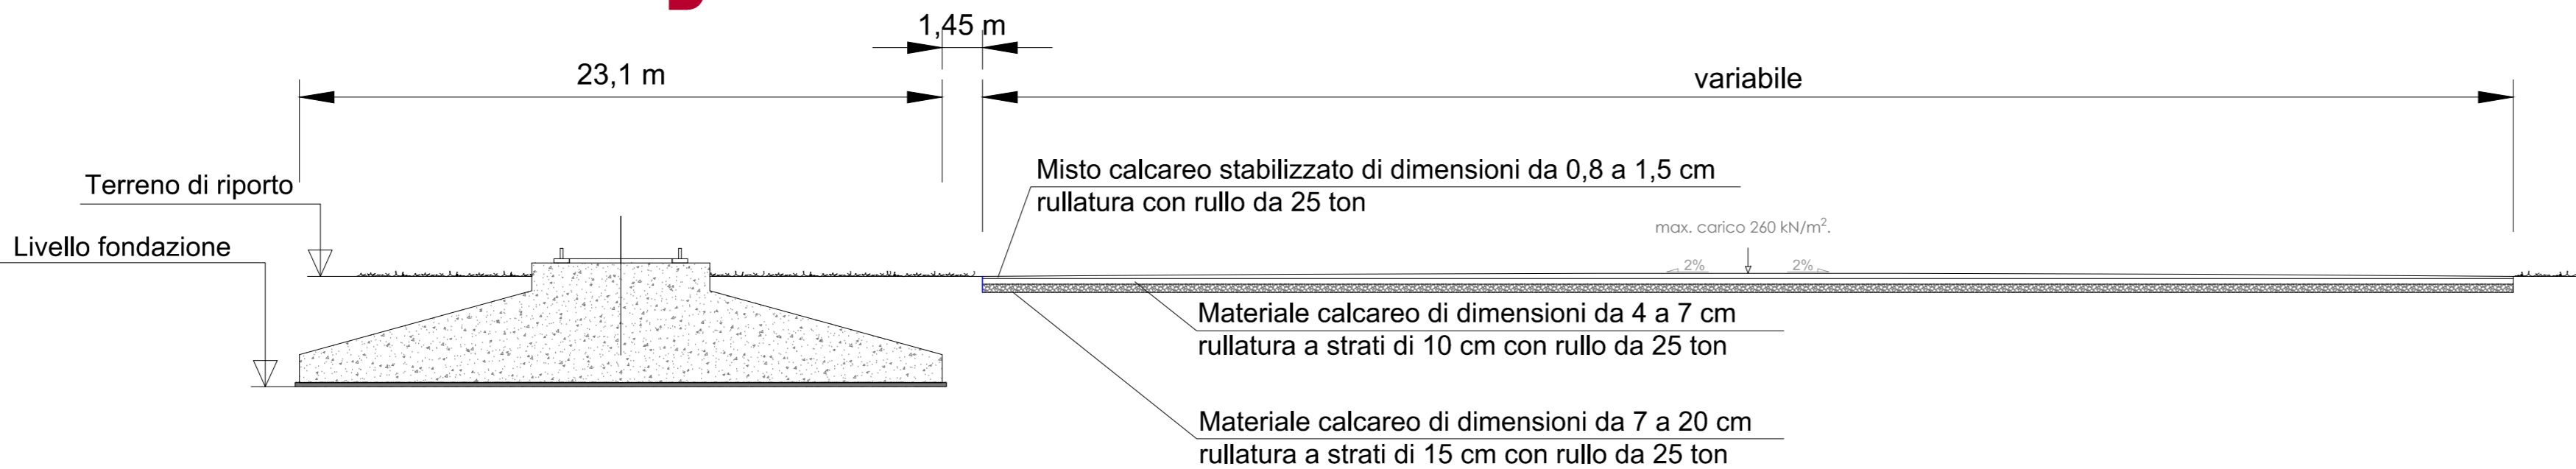 1,45 m
23,1 m
variabile
Misto calcareo stabilizzato di dimensioni da 0,8 a 1,5 cm
rullatura con rullo da 25 ton
Terreno di riporto
Livello fondazione
max. carico 260 kN/m².
2%
2%
Materiale calcareo di dimensioni da 4 a 7 cm
rullatura a strati di 10 cm con rullo da 25 ton
Materiale calcareo di dimensioni da 7 a 20 cm
rullatura a strati di 15 cm con rullo da 25 ton